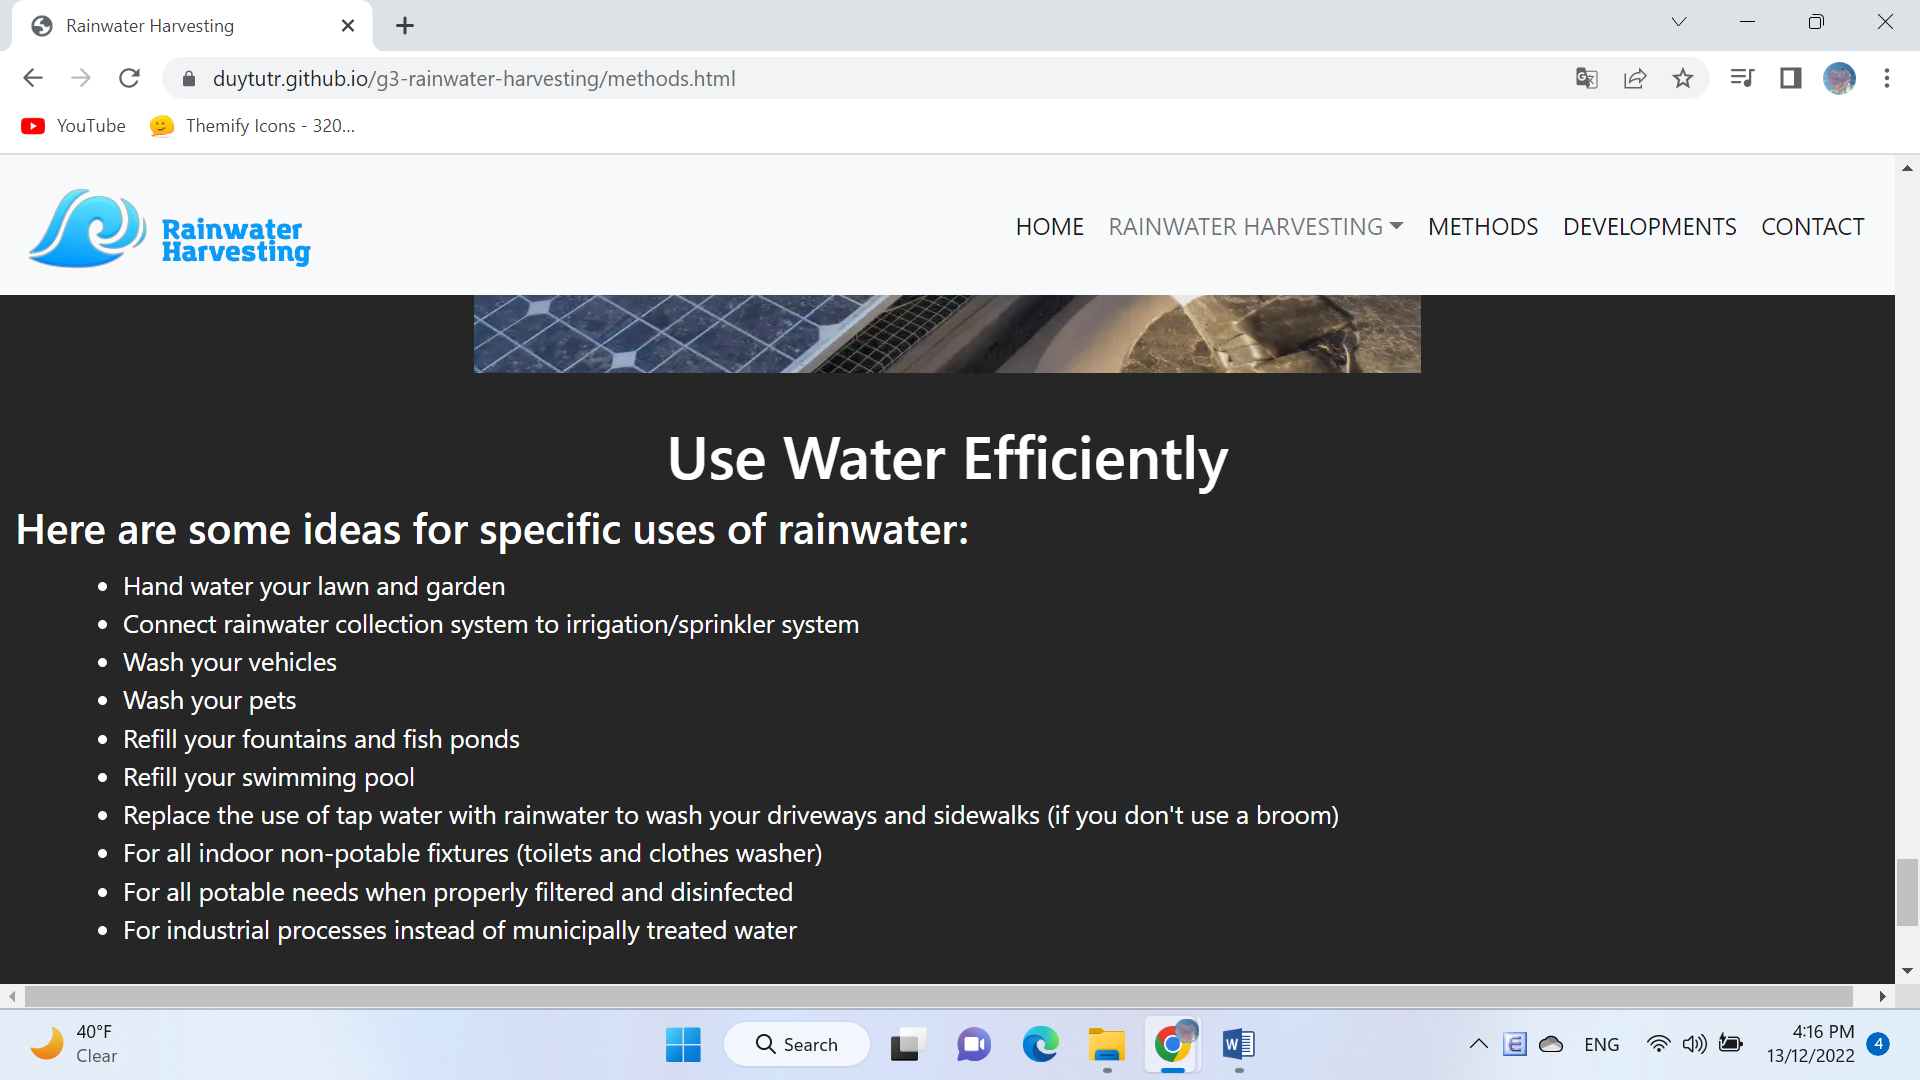 Rainwater Harvesting
duytutr.github.io/g3-rainwater-harvesting/methods.html
YouTube
Themify Icons - 320...
Rainwater
Harvesting
HOME
RAINWATER HARVESTING
METHODS
DEVELOPMENTS
CONTACT
Use Water Efficiently
Here are some ideas for specific uses of rainwater:
• Hand water your lawn and garden
• Connect rainwater collection system to irrigation/sprinkler system
• Wash your vehicles
• Wash your pets
• Refill your fountains and fish ponds
• Refill your swimming pool
• Replace the use of tap water with rainwater to wash your driveways and sidewalks (if you don't use a broom)
• For all indoor non-potable fixtures (toilets and clothes washer)
• For all potable needs when properly filtered and disinfected
• For industrial processes instead of municipally treated water
40°F
Clear
Search
W
E
ENG
4:16 PM
13/12/2022
4